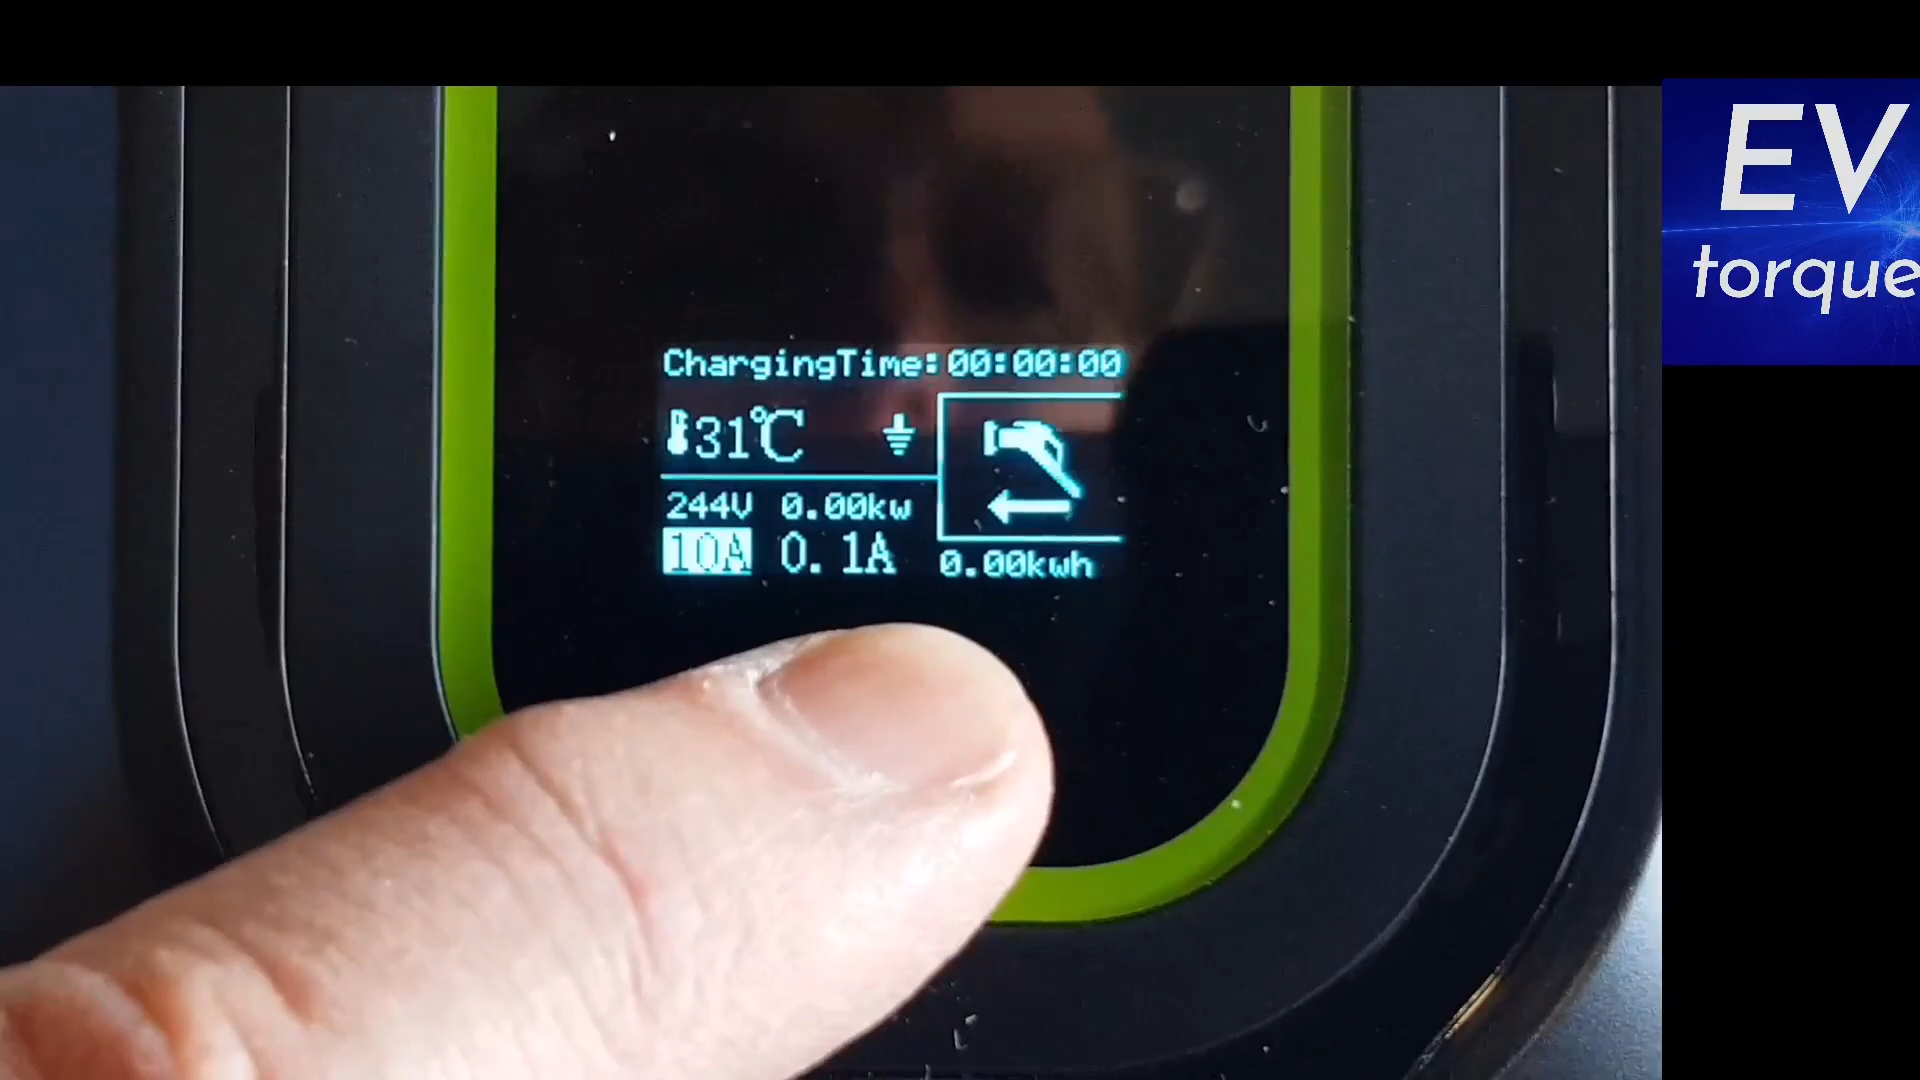 ChargingTime:00:00:00
31℃
244V 0.00kw
10A 0.1A
0.00kwh
EV
torque